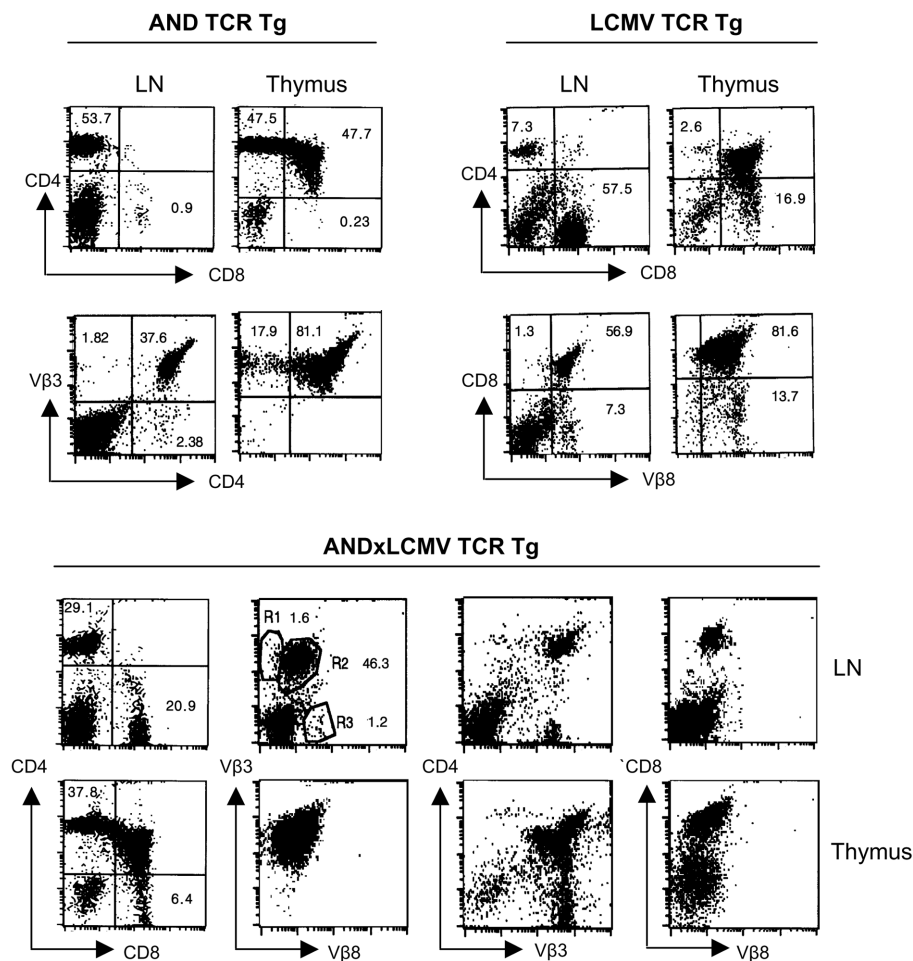 AND TCR Tg
LCMV TCR Tg
LN
Thymus
LN
Thymus
53.7
0.9
47.5
47.7
0.23
CD4
CD8
7.3
57.5
2.6
16.9
CD4
CD8
1.82
37.6
2.38
17.9
81.1
Vβ3
CD4
1.3
56.9
7.3
81.6
13.7
CD8
Vβ8
ANDxLCMV TCR Tg
29.1
20.9
R1 1.6
R2 46.3
R3 1.2
LN
CD4
Vβ3
CD4
`CD8
37.8
6.4
Thymus
CD8
Vβ8
Vβ3
Vβ8